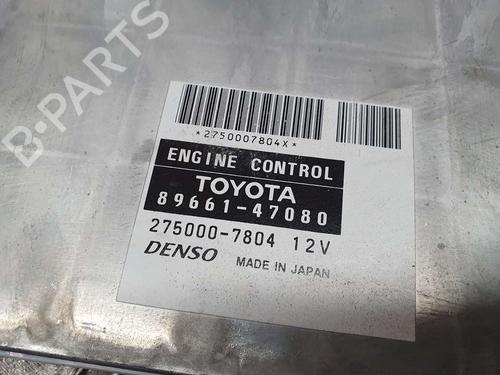 B-PARTS
*2750007804X*
ENGINE CONTROL
TOYOTA
89661-47080
275000-7804 12V
DENSO MADE IN JAPAN